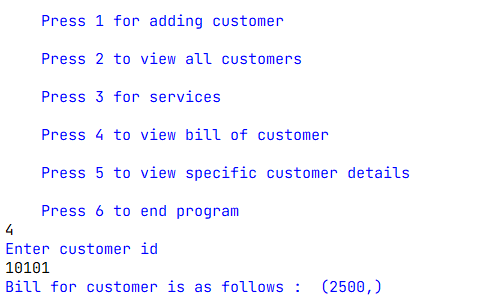 Press 1 for adding customer
Press 2 to view all customers
Press 3 for services
Press 4 to view bill of customer
Press 5 to view specific customer details
Press 6 to end program
4
Enter customer id
10101
Bill for customer is as follows :  (2500,)